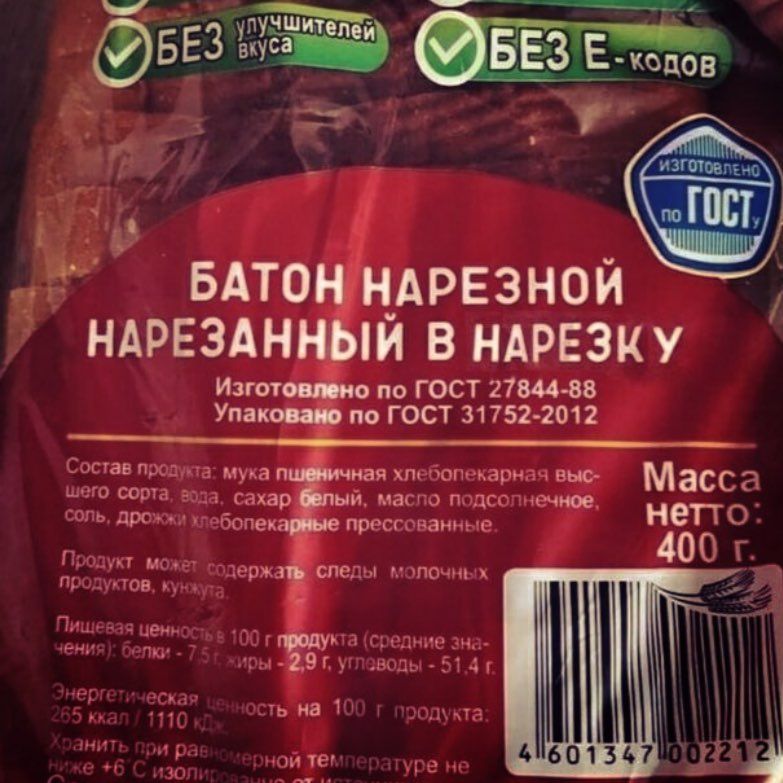 БЕЗ улучшителей вкуса
БЕЗ Е-кодов
ИЗГОТОВЛЕНО
ПО ГОСТу
БАТОН НАРЕЗНОЙ
НАРЕЗАННЫЙ В НАРЕЗКУ
Изготовлено по ГОСТ 27844-88
Упаковано по ГОСТ 31752-2012
Состав продукта: мука пшеничная хлебопекарная выс-
шего сорта, вода, сахар белый, масло подсолнечное,
соль, дрожжи хлебопекарные прессованные.
Масса
нетто:
400 г.
Продукт может содержать следы молочных
продуктов, кунжута.
Пищевая ценность в 100 г продукта (средние зна-
чения): белки - 7,5 г, жиры - 2,9 г, углеводы - 51,4 г.
Энергетическая ценность на 100 г продукта:
265 ккал / 1110 кДж.
Хранить при равномерной температуре не
ниже +6°С изолированно от
4 601347 002212